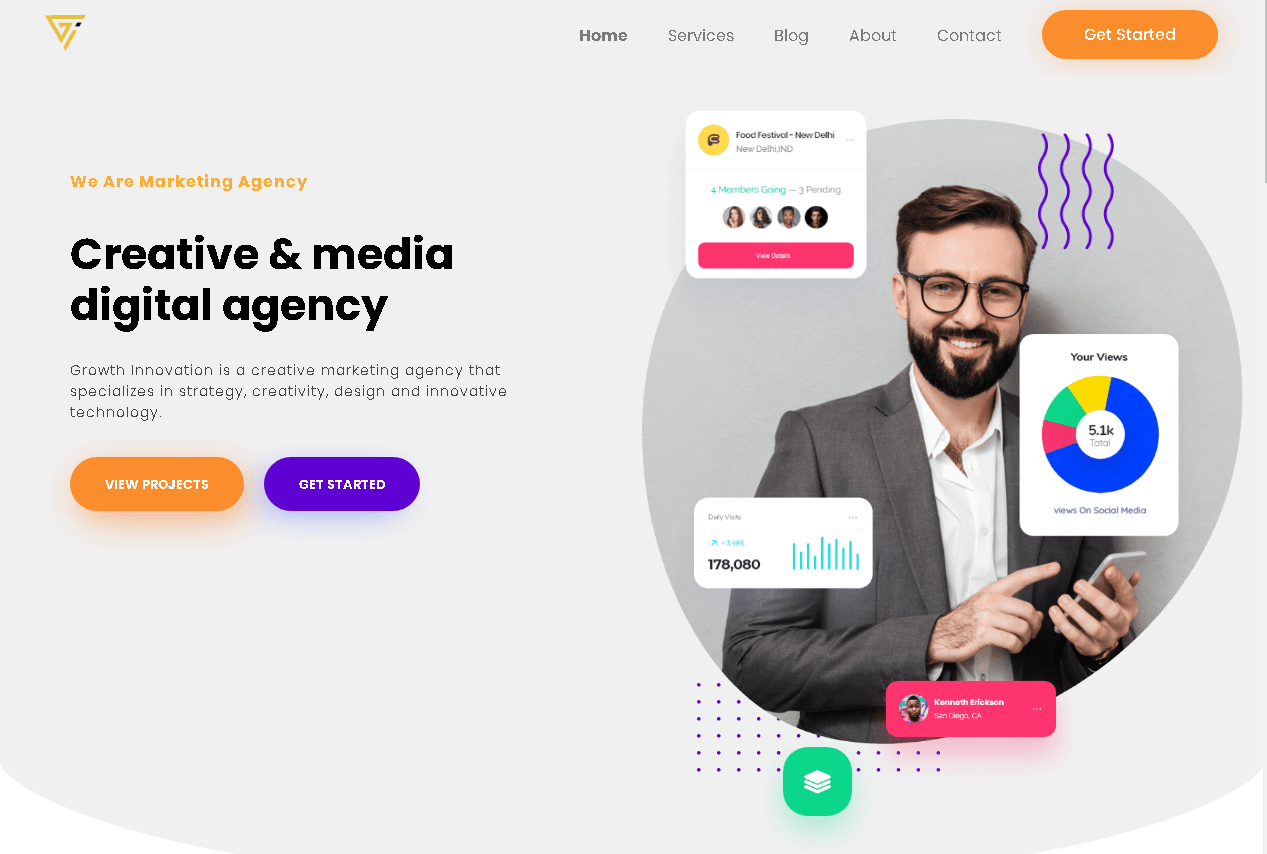 Home Services Blog About Contact Get Started
We Are Marketing Agency
Creative & media
digital agency
Growth Innovation is a creative marketing agency that
specializes in strategy, creativity, design and innovative
technology.
VIEW PROJECTS GET STARTED
Food Festival - New Delhi
New Delhi,IND
4 Members Going — 3 Pending
View Details
Your Views
5.1k
Total
views On Social Media
Daily Visits
+ 3.49%
178,080
Kenneth Erickson
San Diego, CA